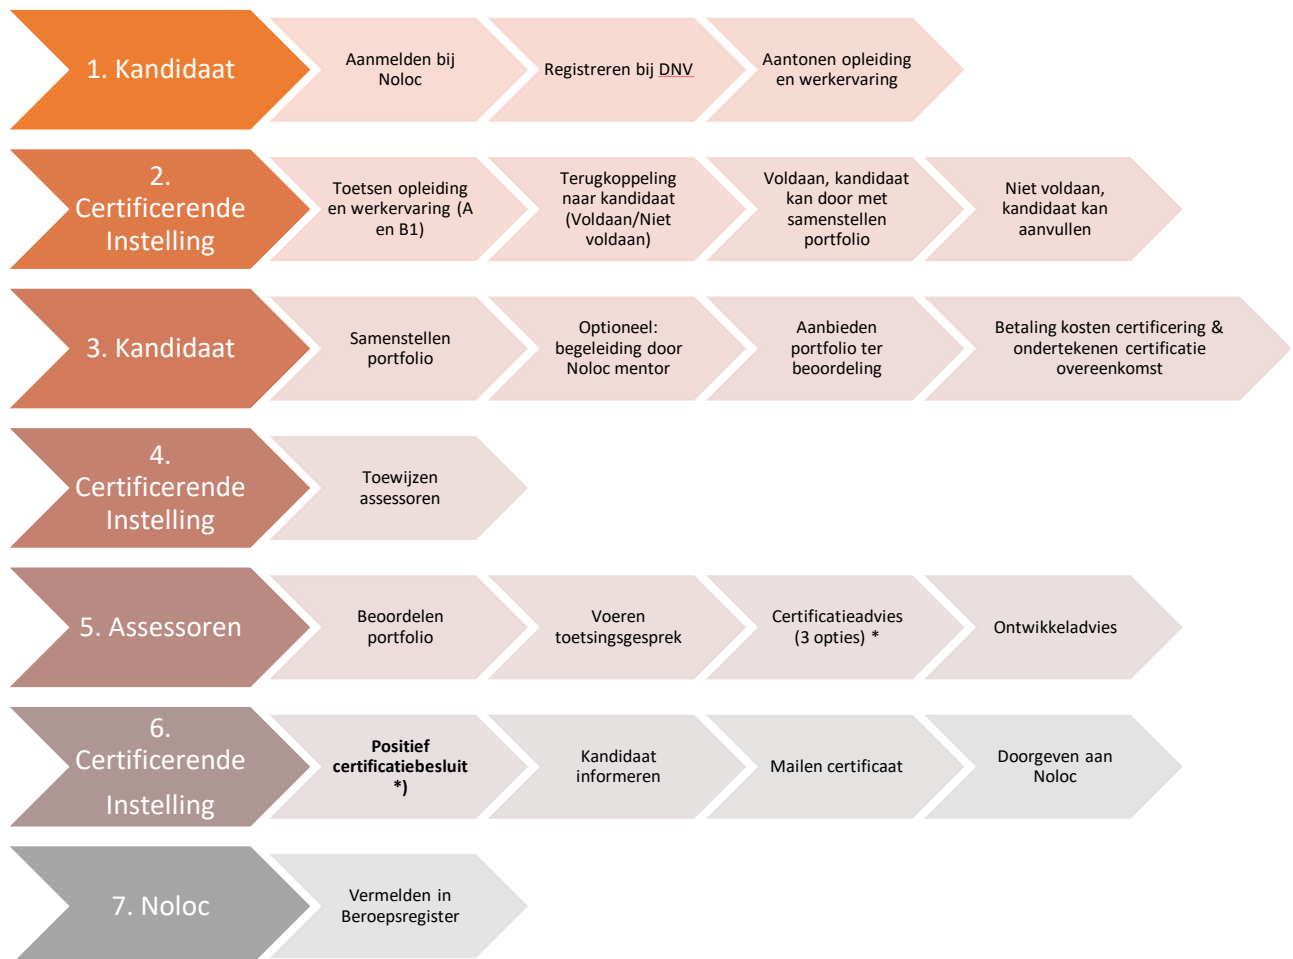 1. Kandidaat
Aanmelden bij
Noloc
Registreren bij DNV
Aantonen opleiding
en werkervaring
2.
Certificerende
Instelling
Toetsen opleiding
en werkervaring (A
en B1)
Terugkoppeling
naar kandidaat
(Voldaan/Niet
voldaan)
Voldaan, kandidaat
kan door met
samenstellen
portfolio
Niet voldaan,
kandidaat kan
aanvullen
3. Kandidaat
Samenstellen
portfolio
Optioneel:
begeleiding door
Noloc mentor
Aanbieden
portfolio ter
beoordeling
Betaling kosten certificering &
ondertekenen certificatie
overeenkomst
4.
Certificerende
Instelling
Toewijzen
assessoren
5. Assessoren
Beoordelen
portfolio
Voeren
toetsingsgesprek
Certificatieadvies
(3 opties) *
Ontwikkeladvies
6.
Certificerende
Instelling
Positief
certificatiebesluit
*)
Kandidaat
informeren
Mailen certificaat
Doorgeven aan
Noloc
7. Noloc
Vermelden in
Beroepsregister